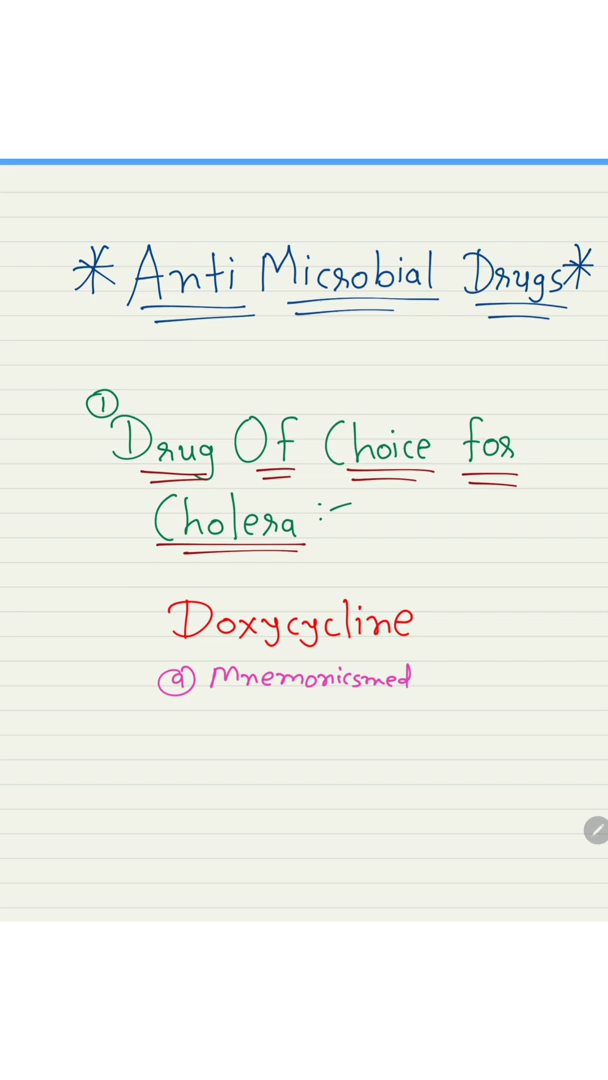 *Anti Microbial Drugs*
①
Drug Of Choice for
Cholera :-
Doxycycline
@ Mnemonicsmed